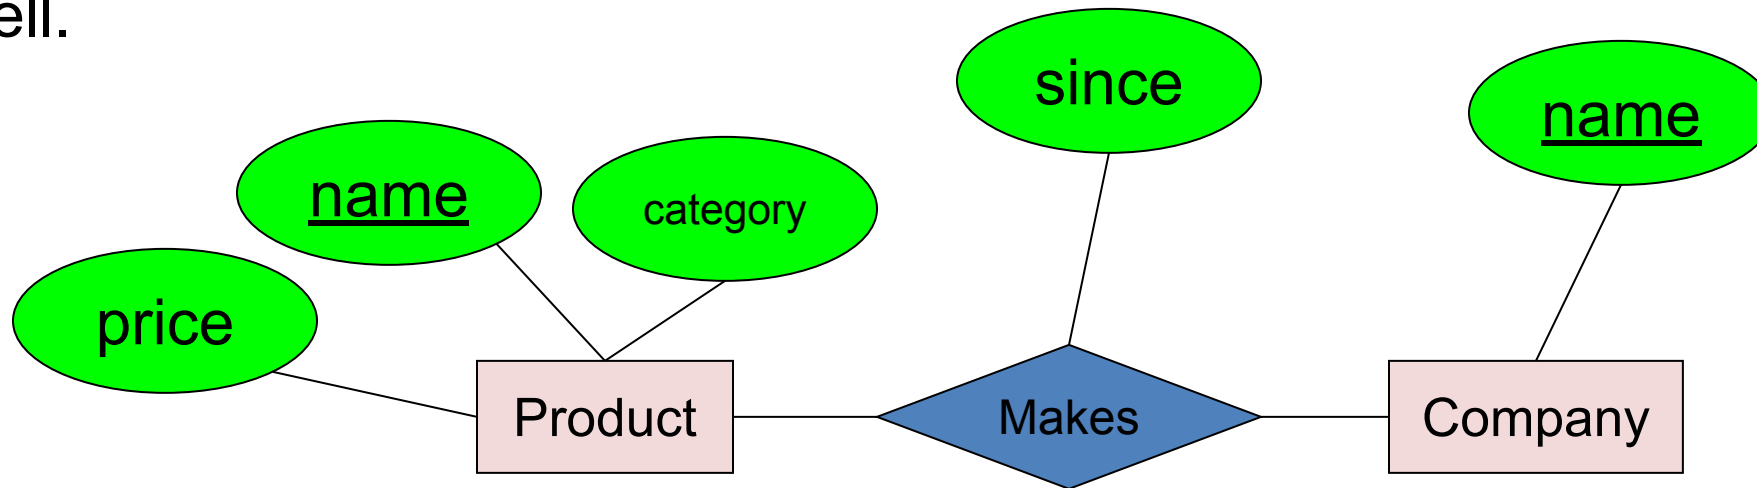 ell.
since
name
name
category
price
Product
Makes
Company